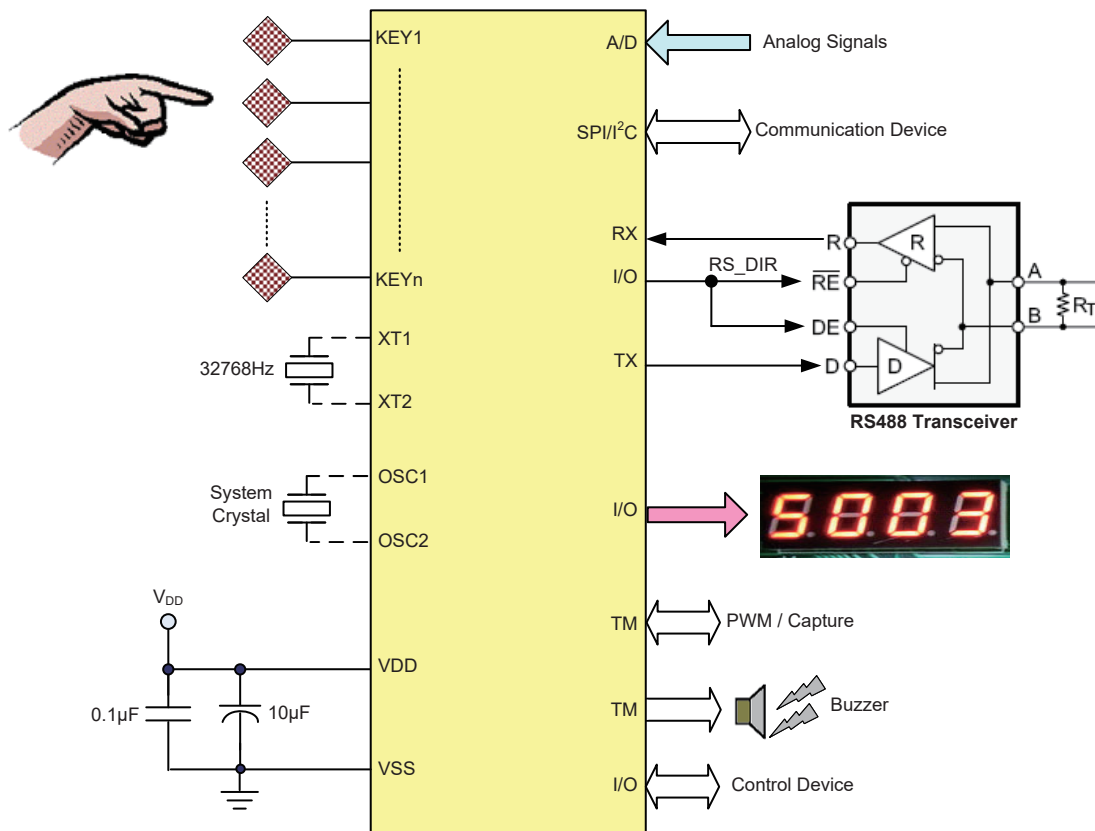 KEY1
KEYn
XT1
32768Hz
XT2
OSC1
System
Crystal
OSC2
VDD
VDD
0.1µF
10µF
VSS
A/D
Analog Signals
SPI/I²C
Communication Device
RX
R
R
I/O
RS_DIR
RE
A
B
RT
DE
TX
D
D
RS488 Transceiver
I/O
5003
TM
PWM / Capture
TM
Buzzer
I/O
Control Device